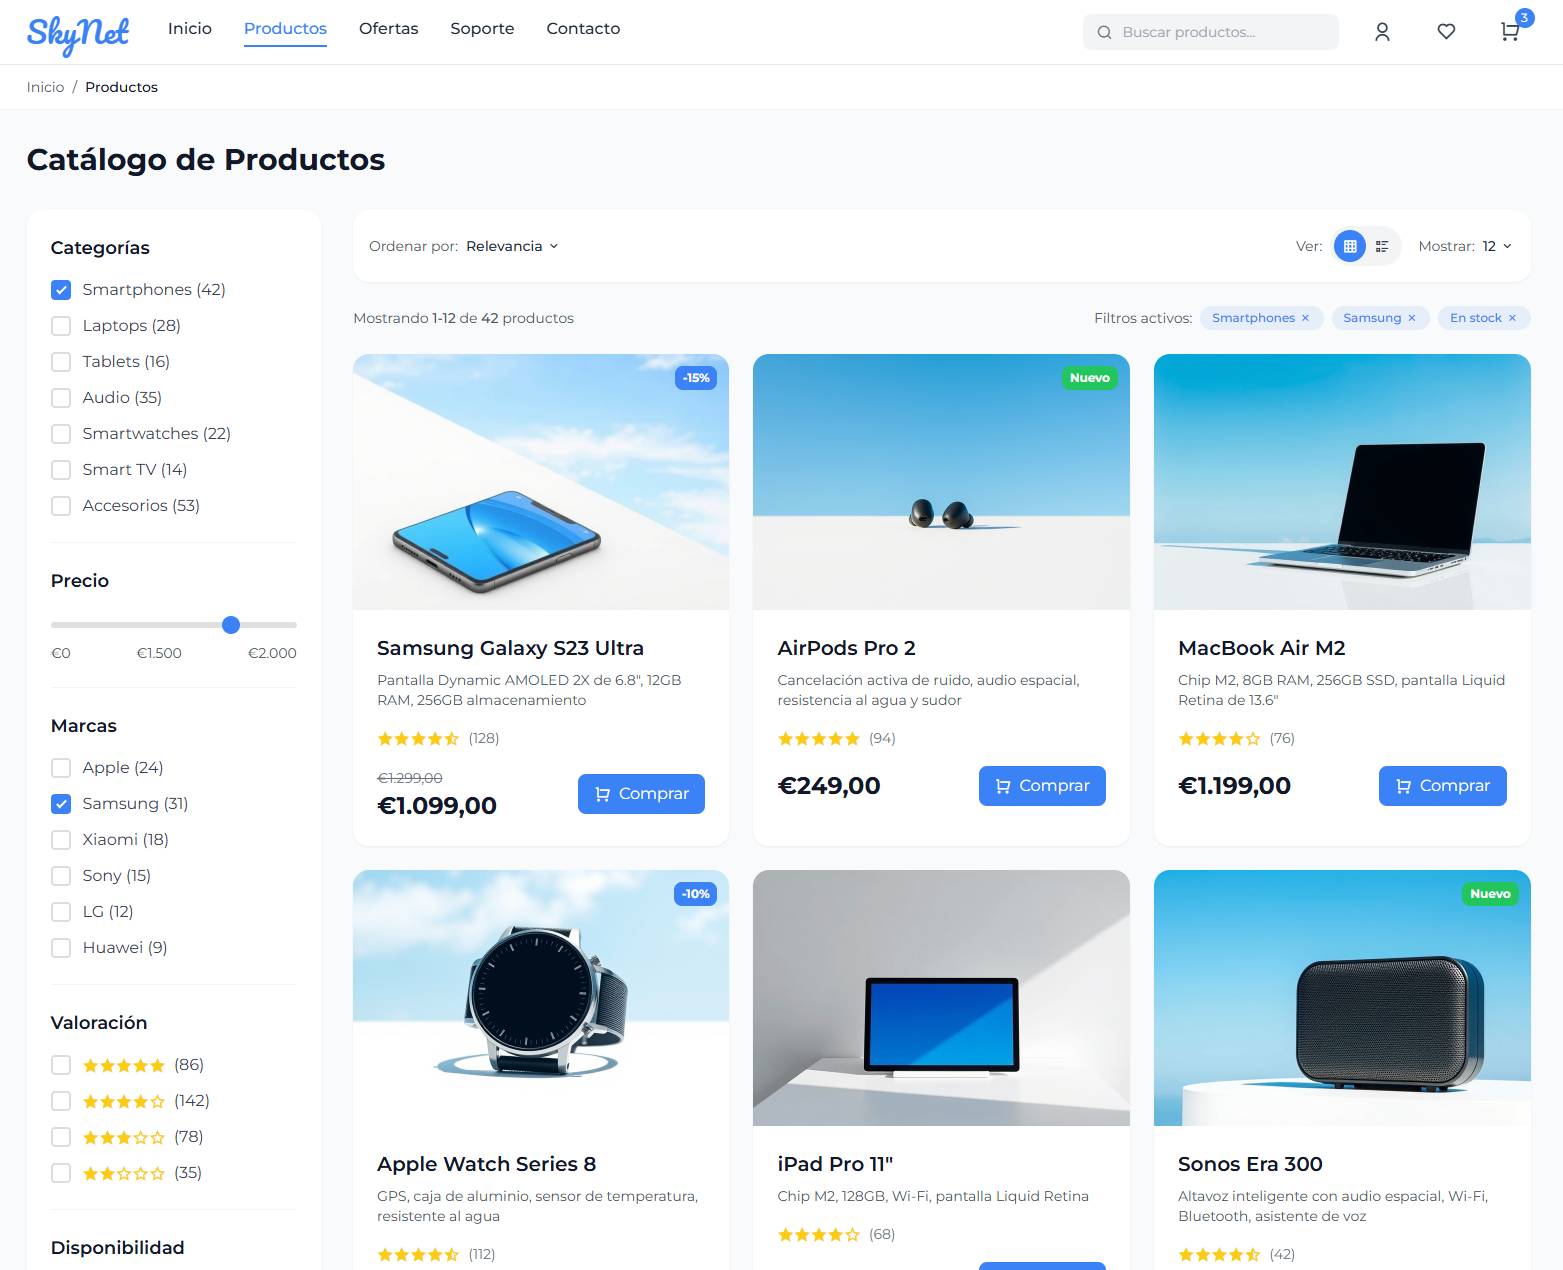 SkyNet
Inicio
Productos
Ofertas
Soporte
Contacto
Buscar productos...
3
Inicio / Productos
Catálogo de Productos
Categorías
Smartphones (42)
Laptops (28)
Tablets (16)
Audio (35)
Smartwatches (22)
Smart TV (14)
Accesorios (53)
Precio
€0 €1.500 €2.000
Marcas
Apple (24)
Samsung (31)
Xiaomi (18)
Sony (15)
LG (12)
Huawei (9)
Valoración
(86)
(142)
(78)
(35)
Disponibilidad
Ordenar por: Relevancia
Ver:
Mostrar: 12
Mostrando 1-12 de 42 productos
Filtros activos: Smartphones × Samsung × En stock ×
-15%
Samsung Galaxy S23 Ultra
Pantalla Dynamic AMOLED 2X de 6.8", 12GB
RAM, 256GB almacenamiento
(128)
€1.299,00
€1.099,00
Comprar
Nuevo
AirPods Pro 2
Cancelación activa de ruido, audio espacial,
resistencia al agua y sudor
(94)
€249,00
Comprar
MacBook Air M2
Chip M2, 8GB RAM, 256GB SSD, pantalla Liquid
Retina de 13.6"
(76)
€1.199,00
Comprar
-10%
Apple Watch Series 8
GPS, caja de aluminio, sensor de temperatura,
resistente al agua
(112)
iPad Pro 11"
Chip M2, 128GB, Wi-Fi, pantalla Liquid Retina
(68)
Nuevo
Sonos Era 300
Altavoz inteligente con audio espacial, Wi-Fi,
Bluetooth, asistente de voz
(42)